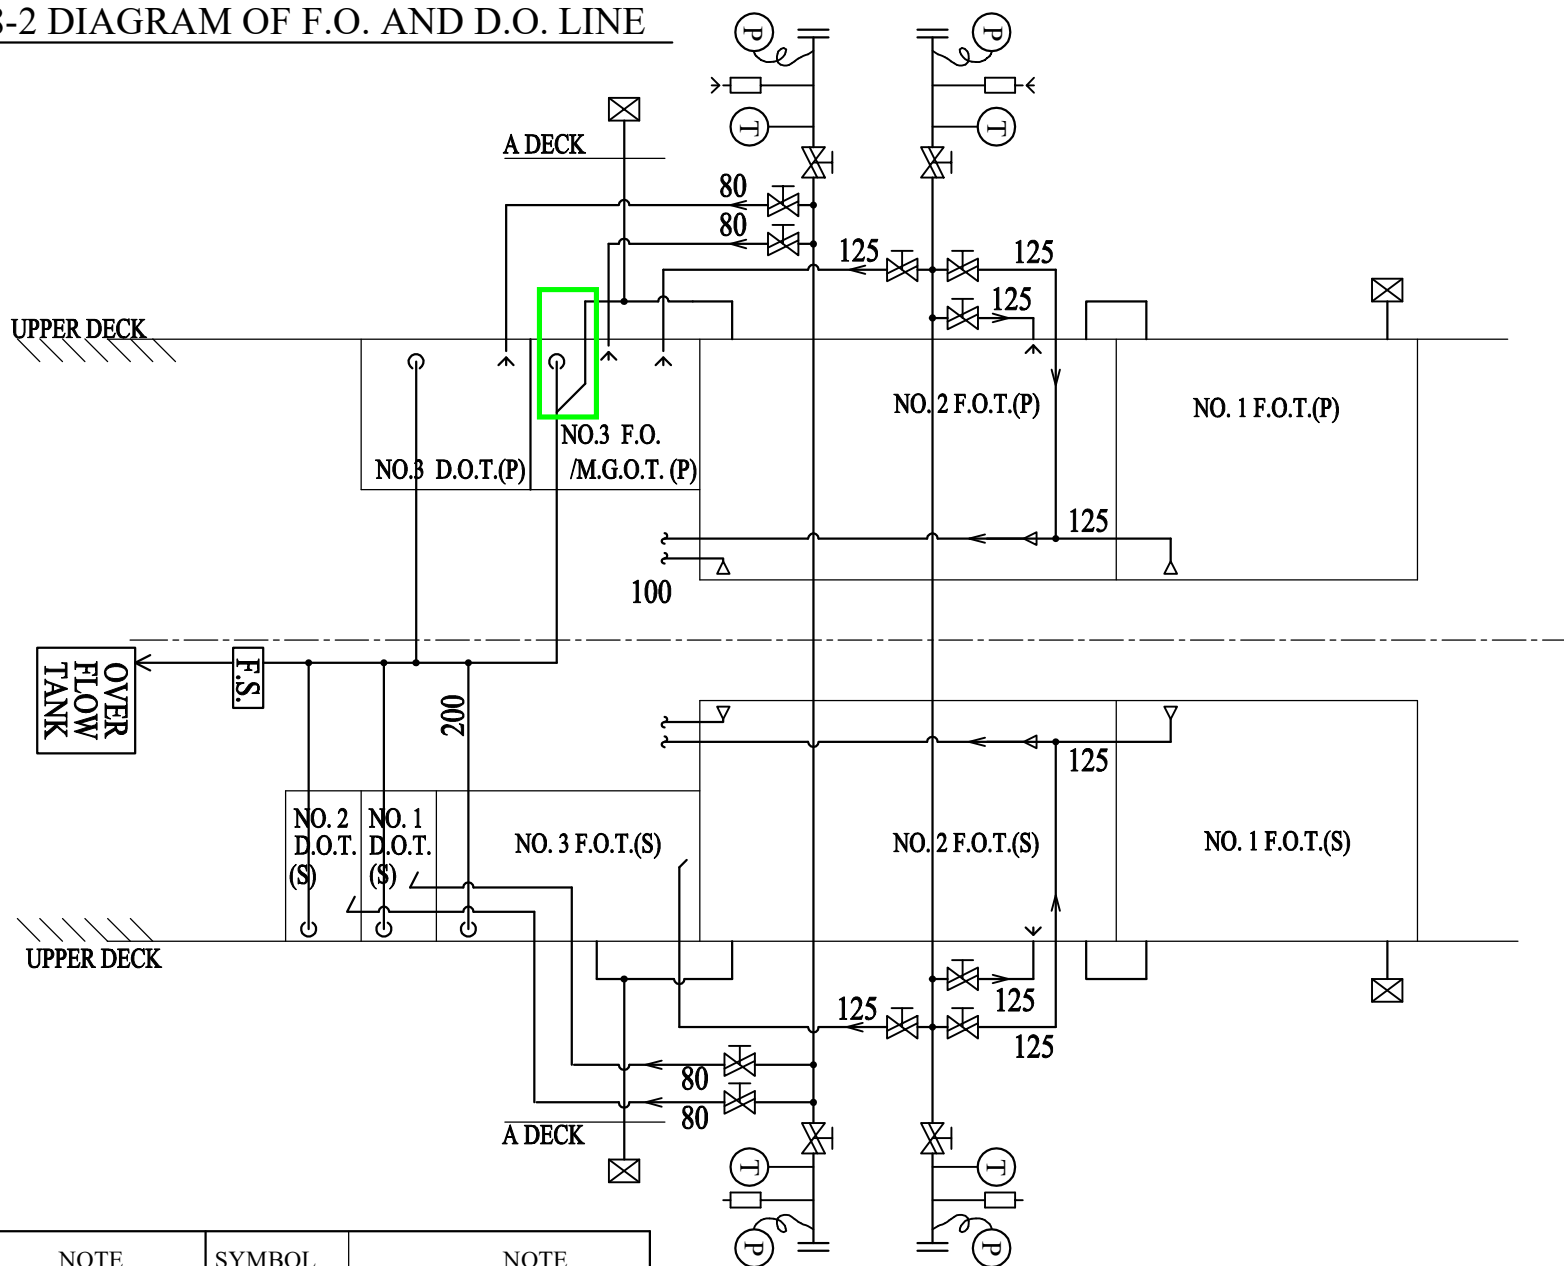 8-2 DIAGRAM OF F.O. AND D.O. LINE
P
P
T
T
A DECK
80
80
125
125
125
UPPER DECK
NO. 2 F.O.T.(P)
NO. 1 F.O.T.(P)
NO.3 F.O.
/M.G.O.T. (P)
NO.3 D.O.T.(P)
125
100
OVER
FLOW
TANK
F.S.
200
125
NO. 2
D.O.T.
(S)
NO. 1
D.O.T.
(S)
NO. 3 F.O.T.(S)
NO. 2 F.O.T.(S)
NO. 1 F.O.T.(S)
UPPER DECK
125
125
125
80
80
A DECK
T
T
P
P
NOTE
SYMBOL
NOTE